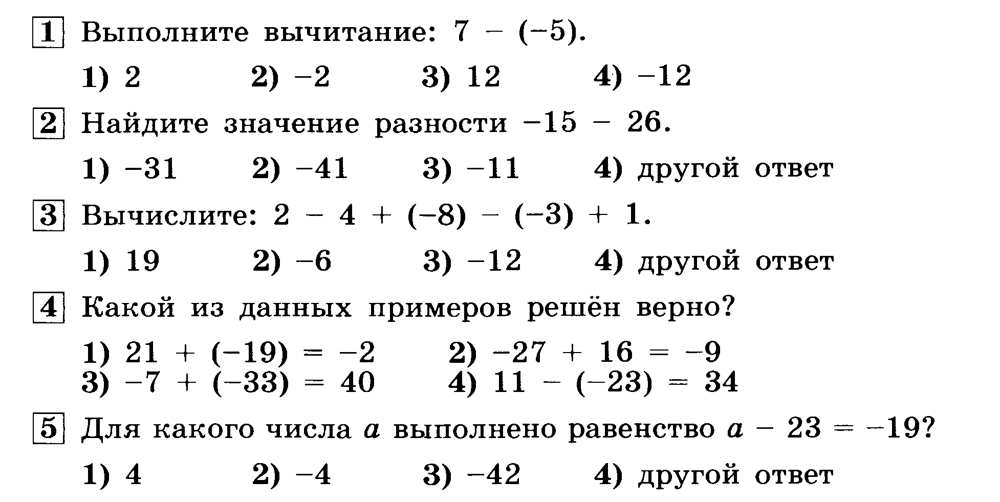 1 Выполните вычитание: 7 – (–5).
1) 2 2) –2 3) 12 4) –12
2 Найдите значение разности –15 – 26.
1) –31 2) –41 3) –11 4) другой ответ
3 Вычислите: 2 – 4 + (–8) – (–3) + 1.
1) 19 2) –6 3) –12 4) другой ответ
4 Какой из данных примеров решён верно?
1) 21 + (–19) = –2 2) –27 + 16 = –9
3) –7 + (–33) = 40 4) 11 – (–23) = 34
5 Для какого числа a выполнено равенство a – 23 = –19?
1) 4 2) –4 3) –42 4) другой ответ